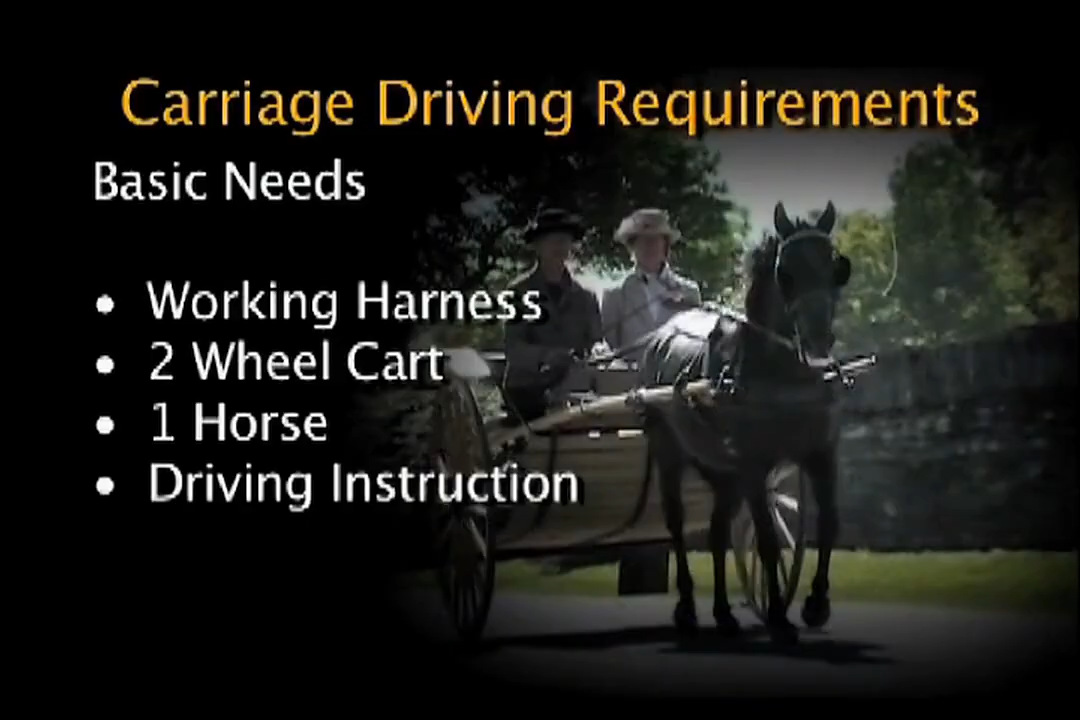 Carriage Driving Requirements
Basic Needs
• Working Harness
• 2 Wheel Cart
• 1 Horse
• Driving Instruction